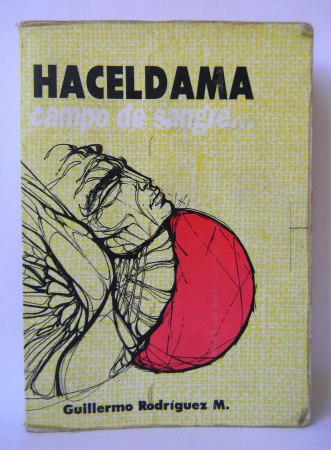 HACELDAMA
campo de sangre...
Guillermo Rodríguez M.